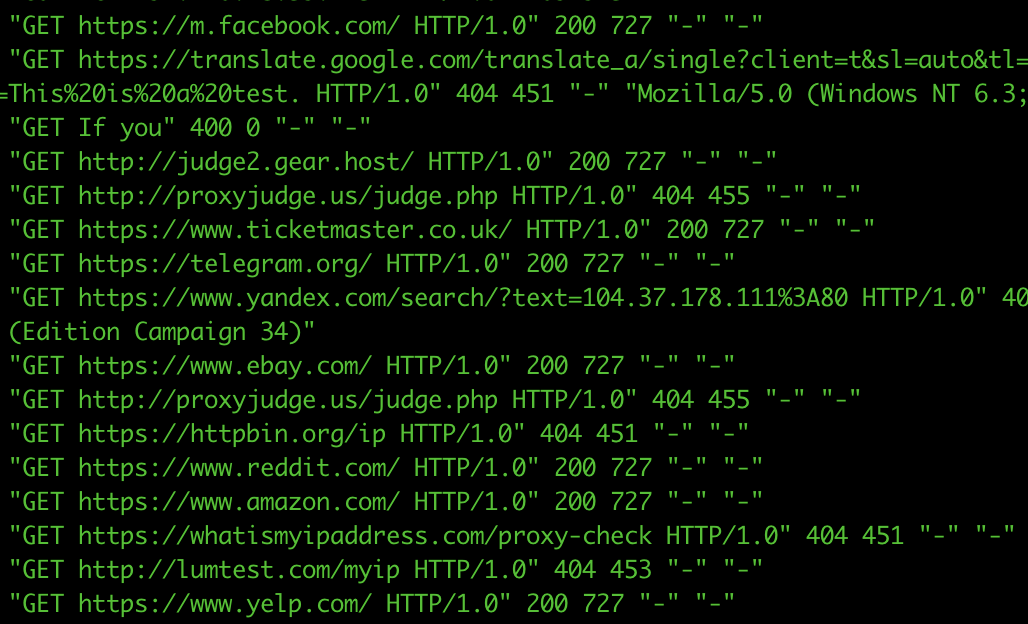 "GET https://m.facebook.com/ HTTP/1.0" 200 727 "-" "-"
"GET https://translate.google.com/translate_a/single?client=t&sl=auto&tl=
=This%20is%20a%20test. HTTP/1.0" 404 451 "-" "Mozilla/5.0 (Windows NT 6.3;
"GET If you" 400 0 "-" "-"
"GET http://judge2.gear.host/ HTTP/1.0" 200 727 "-" "-"
"GET http://proxyjudge.us/judge.php HTTP/1.0" 404 455 "-" "-"
"GET https://www.ticketmaster.co.uk/ HTTP/1.0" 200 727 "-" "-"
"GET https://telegram.org/ HTTP/1.0" 200 727 "-" "-"
"GET https://www.yandex.com/search/?text=104.37.178.111%3A80 HTTP/1.0" 40
(Edition Campaign 34)"
"GET https://www.ebay.com/ HTTP/1.0" 200 727 "-" "-"
"GET http://proxyjudge.us/judge.php HTTP/1.0" 404 455 "-" "-"
"GET https://httpbin.org/ip HTTP/1.0" 404 451 "-" "-"
"GET https://www.reddit.com/ HTTP/1.0" 200 727 "-" "-"
"GET https://www.amazon.com/ HTTP/1.0" 200 727 "-" "-"
"GET https://whatismyipaddress.com/proxy-check HTTP/1.0" 404 451 "-" "-"
"GET http://lumtest.com/myip HTTP/1.0" 404 453 "-" "-"
"GET https://www.yelp.com/ HTTP/1.0" 200 727 "-" "-"